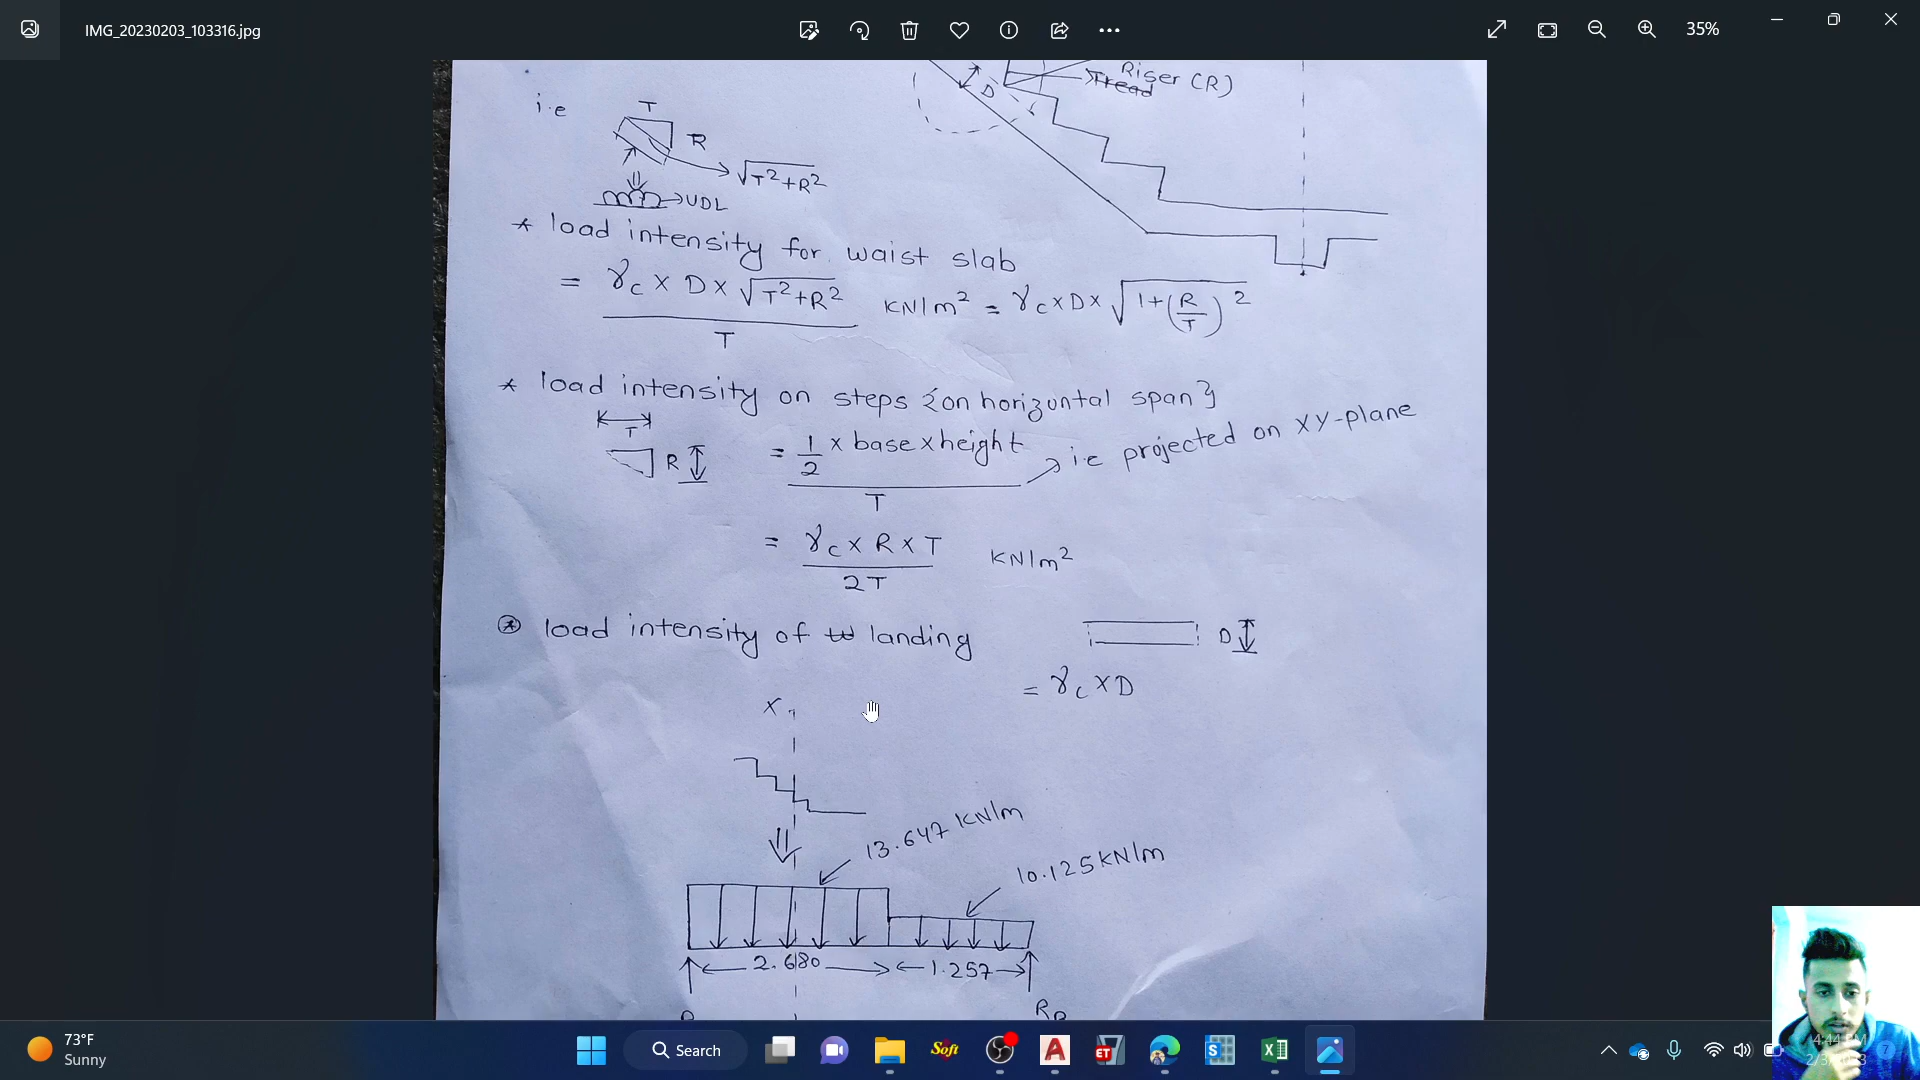 IMG_20230203_103316.jpg
35%
Riser (R)
Tread
D
i.e
T
R
√T²+R²
UDL
* load intensity for waist slab
= γc × D × √T²+R² KN/m² = γc×D× √1+(R/T)²
T
* load intensity on steps {on horizontal span}
T
R
= 1/2 × base × height
i.e projected on XY-plane
T
= γc × R × T KN/m²
2T
* load intensity of landing
D
= γc × D
X
13.647 KN/m
10.125 KN/m
2.680
1.257
73°F
Sunny
Search
Soft
ET